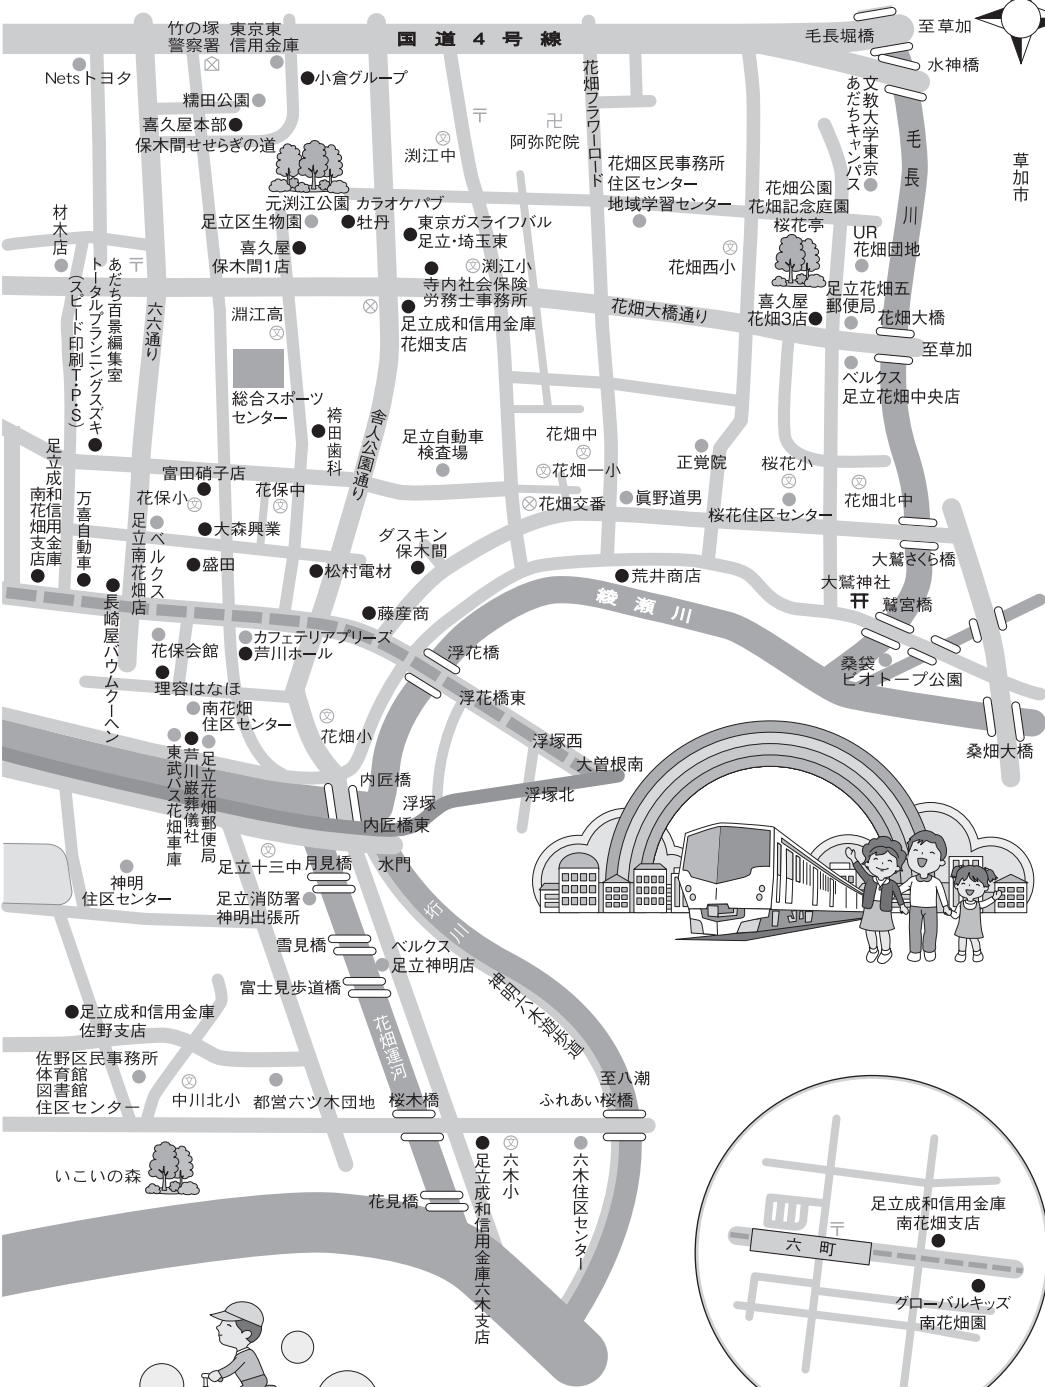 竹の塚
警察署
東京東
信用金庫
国道4号線
毛長堀橋
至草加
水神橋
Netsトヨタ
小倉グループ
糯田公園
喜久屋本部
保木間せせらぎの道
花畑フラワーロード
渕江中
阿弥陀院
文教大学東京
あだちキャンパス
毛長川
草加市
花畑区民事務所
住区センター
地域学習センター
花畑公園
花畑記念庭園
桜花亭
元渕江公園
カラオケパブ
牡丹
足立区生物園
喜久屋
保木間1店
東京ガスライフバル
足立・埼玉東
渕江小
寺内社会保険
労務士事務所
足立成和信用金庫
花畑支店
材木店
UR
花畑団地
花畑西小
足立花畑五
郵便局
喜久屋
花畑3店
花畑大橋
花畑大橋通り
至草加
あだち百景編集室
トータルプランニングスズキ
(スピード印刷T・P・S)
六六通り
淵江高
総合スポーツ
センター
袴田歯科
舎人公園通り
足立自動車
検査場
ベルクス
足立花畑中央店
花畑中
花畑一小
花畑交番
正覚院
桜花小
眞野道男
桜花住区センター
花畑北中
足立成和信用金庫
南花畑支店
万喜自動車
富田硝子店
花保小
花保中
ベルクス
足立南花畑店
大森興業
盛田
松村電材
ダスキン
保木間
荒井商店
大鷲さくら橋
大鷲神社
鷲宮橋
綾瀬川
長崎屋バウムクーヘン
藤産商
花保会館
カフェテリアプリーズ
芦川ホール
浮花橋
理容はなほ
浮花橋東
桑袋
ビオトープ公園
南花畑
住区センター
花畑小
浮塚西
大曽根南
桑畑大橋
東武バス花畑車庫
芦川厳葬儀社
足立花畑郵便局
内匠橋
浮塚
浮塚北
内匠橋東
足立十三中
月見橋
水門
神明
住区センター
足立消防署
神明出張所
垳川
雪見橋
ベルクス
足立神明店
富士見歩道橋
神明六木遊歩道
足立成和信用金庫
佐野支店
花畑運河
佐野区民事務所
体育館
図書館
住区センター
中川北小
都営六ツ木団地
桜木橋
至八潮
ふれあい桜橋
いこいの森
花見橋
足立成和信用金庫六木支店
六木小
六木住区センター
足立成和信用金庫
南花畑支店
六町
グローバルキッズ
南花畑園